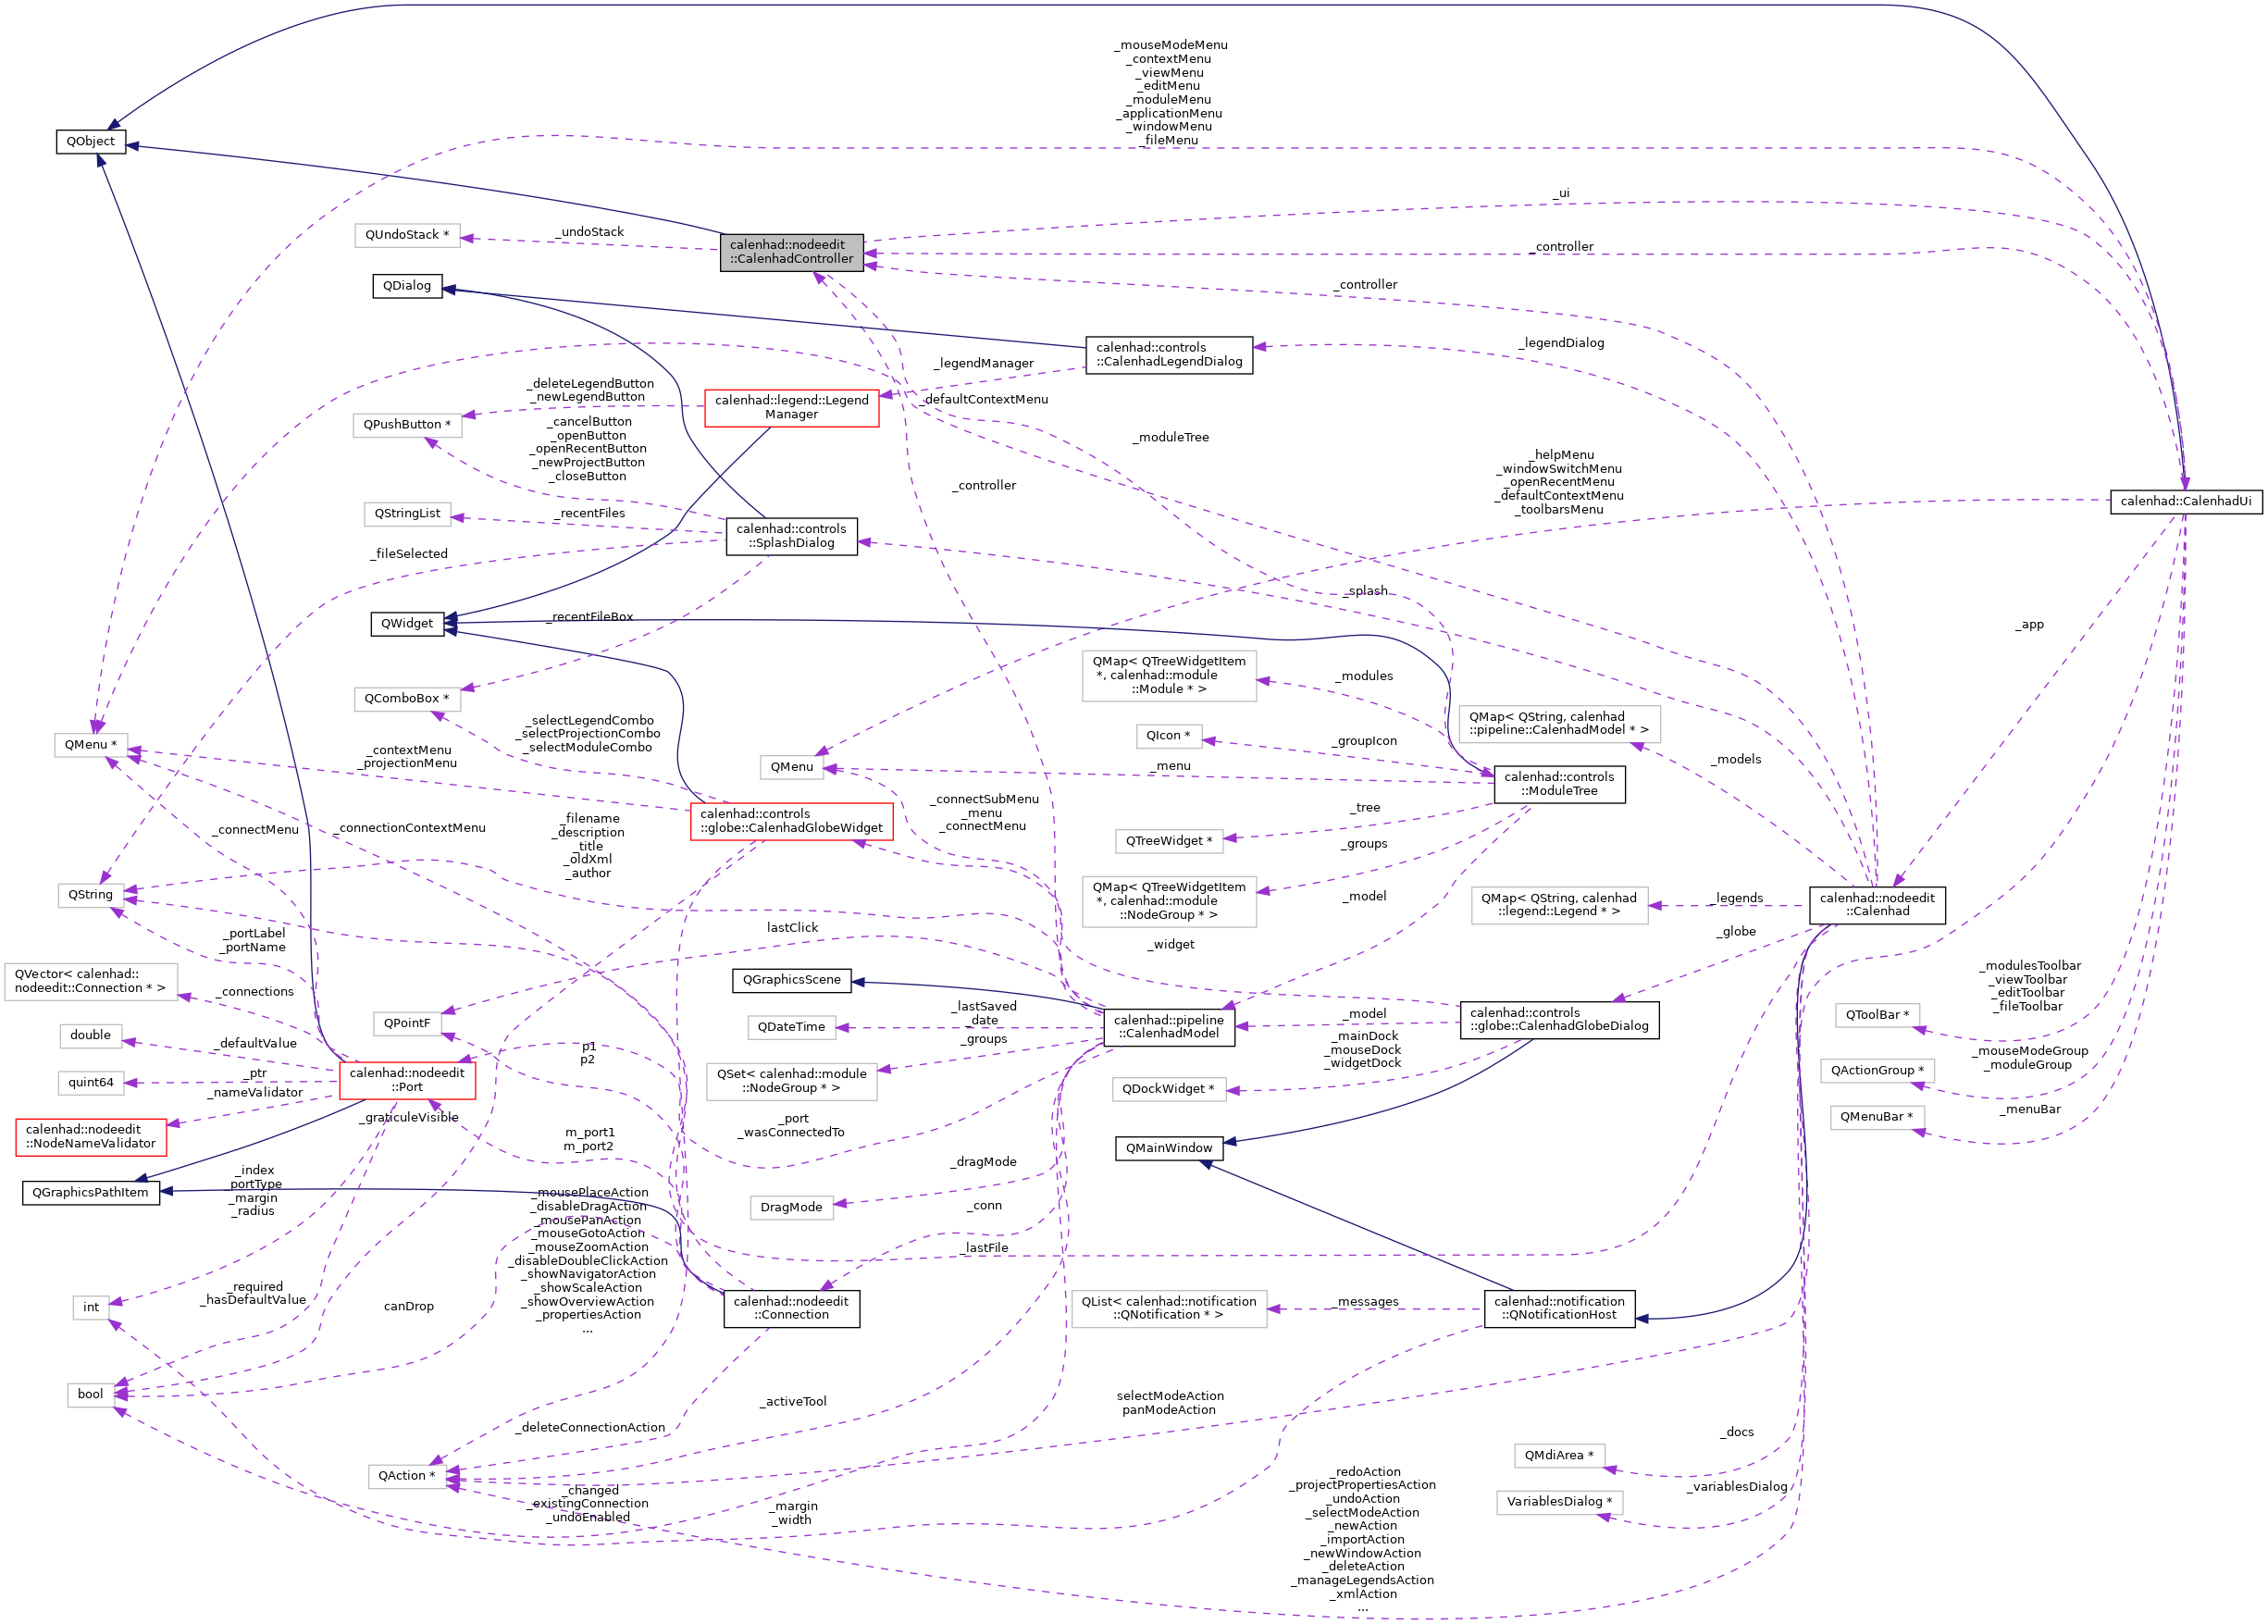 _mouseModeMenu
_contextMenu
_viewMenu
_editMenu
_moduleMenu
_applicationMenu
_windowMenu
_fileMenu
QObject
_ui
QUndoStack *
_undoStack
calenhad::nodeedit
::CalenhadController
_controller
QDialog
_controller
calenhad::controls
::CalenhadLegendDialog
_legendDialog
_legendManager
_deleteLegendButton
_newLegendButton
calenhad::legend::Legend
Manager
_defaultContextMenu
QPushButton *
_cancelButton
_openButton
_openRecentButton
_newProjectButton
_closeButton
_moduleTree
_helpMenu
_windowSwitchMenu
_openRecentMenu
_defaultContextMenu
_toolbarsMenu
_controller
calenhad::CalenhadUi
QStringList
_recentFiles
calenhad::controls
::SplashDialog
_fileSelected
_splash
QWidget
_recentFileBox
_app
QMap< QTreeWidgetItem
*, calenhad::module
::Module * >
_modules
QComboBox *
_selectLegendCombo
_selectProjectionCombo
_selectModuleCombo
QMap< QString, calenhad
::pipeline::CalenhadModel * >
QIcon *
_groupIcon
QMenu *
_contextMenu
_projectionMenu
QMenu
_menu
calenhad::controls
::ModuleTree
_models
_connectSubMenu
_menu
_connectMenu
calenhad::controls
::globe::CalenhadGlobeWidget
_tree
_connectMenu
_connectionContextMenu
_filename
_description
_title
_oldXml
_author
QTreeWidget *
_groups
QString
QMap< QTreeWidgetItem
*, calenhad::module
::NodeGroup * >
_model
QMap< QString, calenhad
::legend::Legend * >
_legends
calenhad::nodeedit
::Calenhad
_portLabel
_portName
lastClick
_widget
_globe
QVector< calenhad::
nodeedit::Connection * >
_connections
QGraphicsScene
_modulesToolbar
_viewToolbar
_editToolbar
_fileToolbar
QPointF
QDateTime
_lastSaved
_date
calenhad::pipeline
::CalenhadModel
_model
calenhad::controls
::globe::CalenhadGlobeDialog
QToolBar *
double
_defaultValue
p1
p2
_groups
_mainDock
_mouseDock
_widgetDock
_mouseModeGroup
_moduleGroup
quint64
_ptr
calenhad::nodeedit
::Port
QSet< calenhad::module
::NodeGroup * >
QDockWidget *
QActionGroup *
_nameValidator
_graticuleVisible
_menuBar
QMenuBar *
calenhad::nodeedit
::NodeNameValidator
m_port1
m_port2
_port
_wasConnectedTo
QMainWindow
_index
portType
_margin
_radius
QGraphicsPathItem
_dragMode
DragMode
_mousePlaceAction
_disableDragAction
_mousePanAction
_mouseGotoAction
_mouseZoomAction
_disableDoubleClickAction
_showNavigatorAction
_showScaleAction
_showOverviewAction
_propertiesAction
...
_conn
_lastFile
int
_required
_hasDefaultValue
canDrop
calenhad::nodeedit
::Connection
QList< calenhad::notification
::QNotification * >
_messages
calenhad::notification
::QNotificationHost
bool
_activeTool
selectModeAction
panModeAction
_deleteConnectionAction
_docs
QMdiArea *
QAction *
_changed
_existingConnection
_undoEnabled
_margin
_width
_redoAction
_projectPropertiesAction
_undoAction
_selectModeAction
_newAction
_importAction
_newWindowAction
_deleteAction
_manageLegendsAction
_xmlAction
...
_variablesDialog
VariablesDialog *